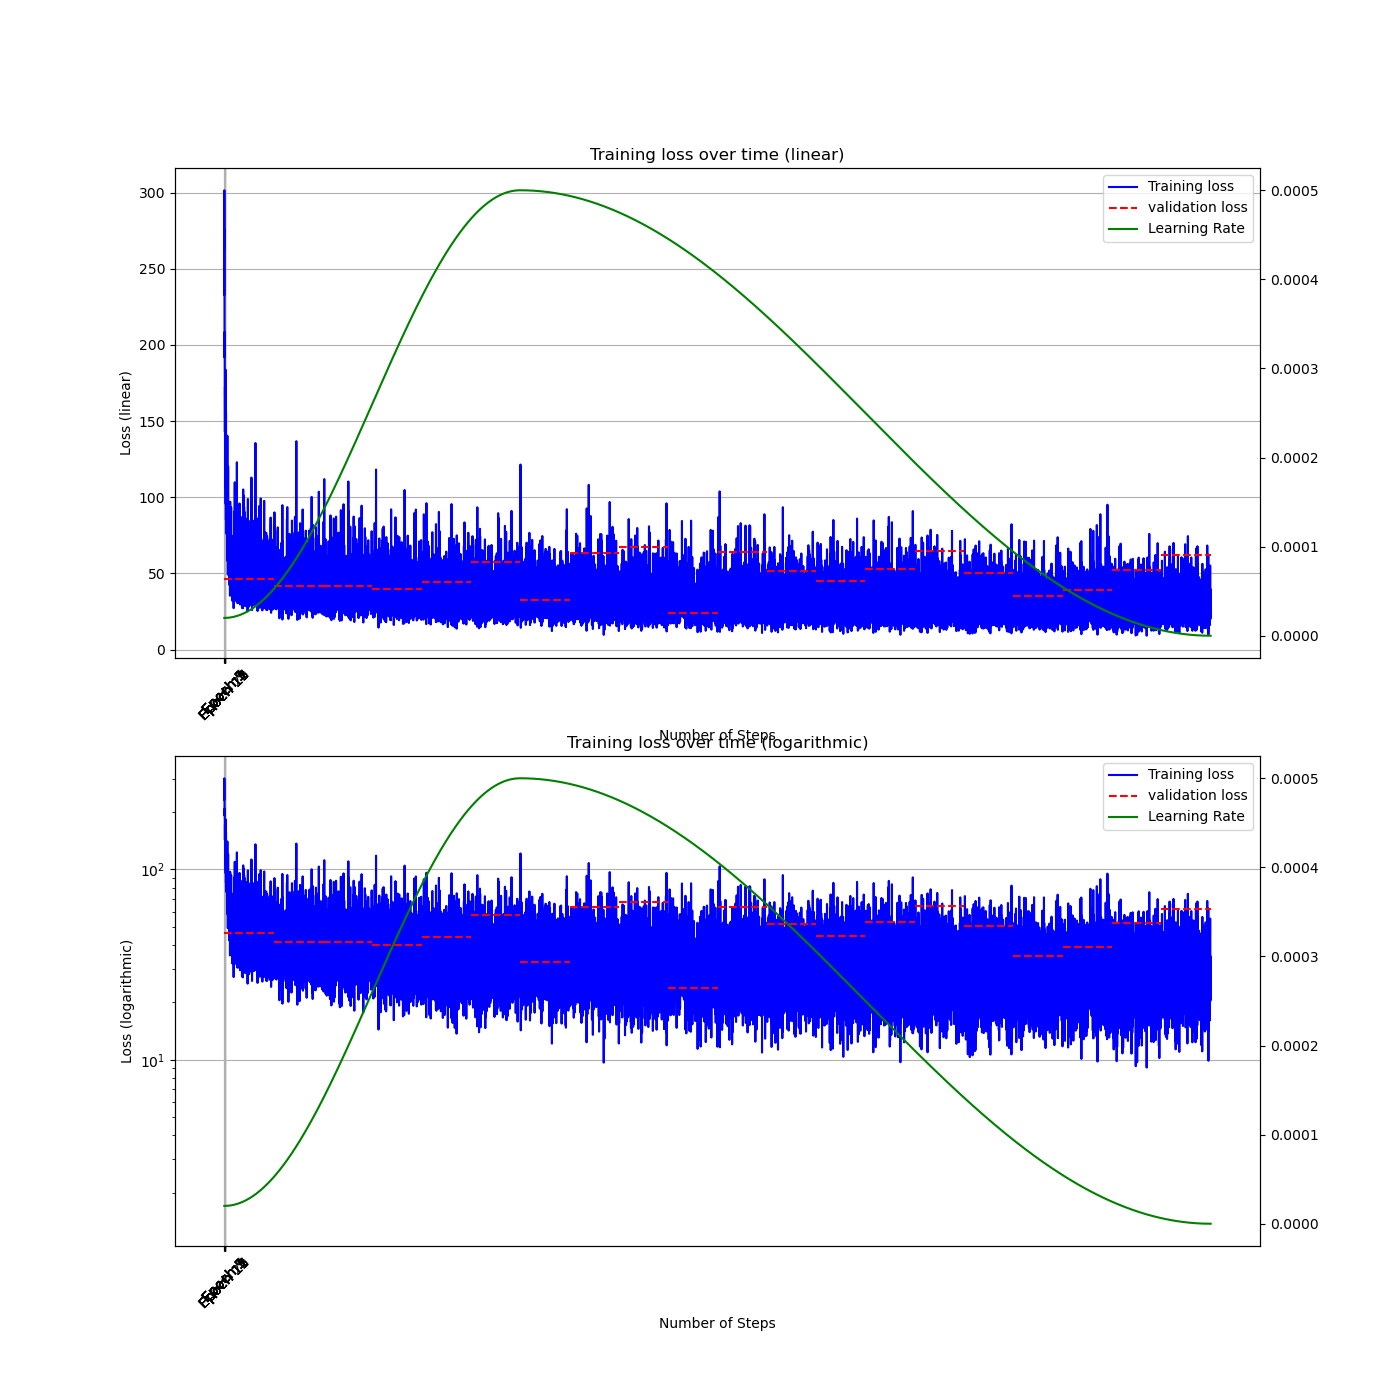 Training loss over time (linear)
300
250
200
150
100
50
0
Loss (linear)
0.0005
0.0004
0.0003
0.0002
0.0001
0.0000
Training loss
validation loss
Learning Rate
Number of Steps
Training loss over time (logarithmic)
10²
10¹
Loss (logarithmic)
0.0005
0.0004
0.0003
0.0002
0.0001
0.0000
Training loss
validation loss
Learning Rate
Number of Steps